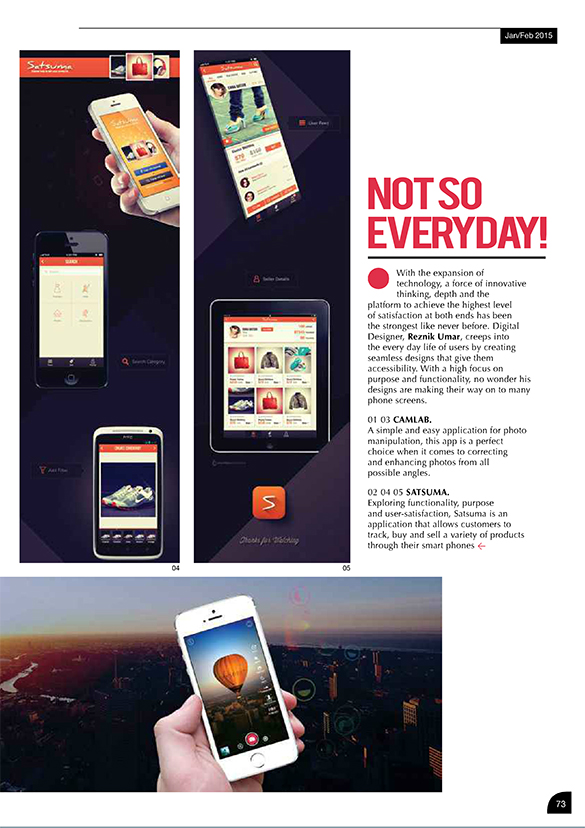 Jan/Feb 2015
Satsuma
Satsuma
User Feed
SEARCH
Seller Details
Search Category
Satsuma
Add Filter
S
Thanks for Watching
04
05
NOT SO
EVERYDAY!
With the expansion of
technology, a force of innovative
thinking, depth and the
platform to achieve the highest level
of satisfaction at both ends has been
the strongest like never before. Digital
Designer, Reznik Umar, creeps into
the every day life of users by creating
seamless designs that give them
accessibility. With a high focus on
purpose and functionality, no wonder his
designs are making their way on to many
phone screens.
01 03 CAMLAB.
A simple and easy application for photo
manipulation, this app is a perfect
choice when it comes to correcting
and enhancing photos from all
possible angles.
02 04 05 SATSUMA.
Exploring functionality, purpose
and user-satisfaction, Satsuma is an
application that allows customers to
track, buy and sell a variety of products
through their smart phones
73